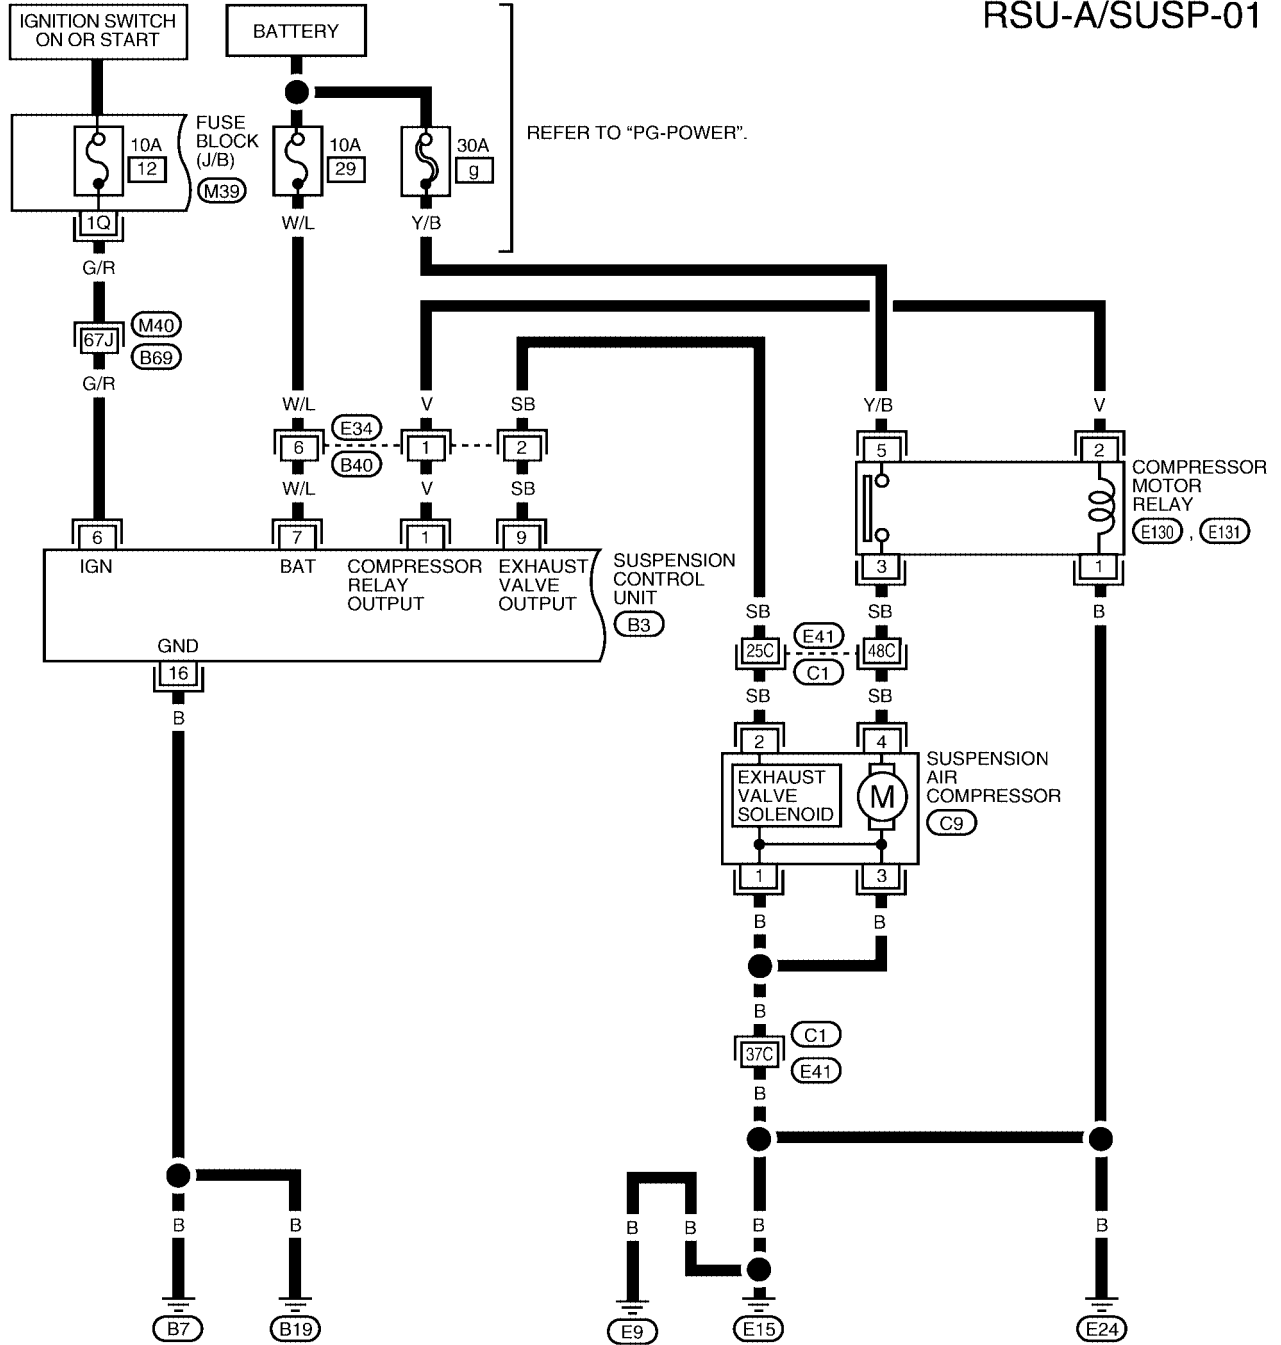 RSU-A/SUSP-01
IGNITION SWITCH
ON OR START
BATTERY
REFER TO “PG-POWER”.
10A
12
FUSE
BLOCK
(J/B)
M39
10A
29
30A
g
1Q
W/L
Y/B
G/R
67J
M40
B69
G/R
W/L
V
SB
Y/B
V
6
E34
B40
1
2
5
2
COMPRESSOR
MOTOR
RELAY
E130 , E131
W/L
V
SB
6
7
1
9
3
1
IGN
BAT
COMPRESSOR
RELAY
OUTPUT
EXHAUST
VALVE
OUTPUT
SUSPENSION
CONTROL
UNIT
B3
GND
16
B
SB
SB
B
25C
E41
C1
48C
SB
SB
2
4
EXHAUST
VALVE
SOLENOID
M
SUSPENSION
AIR
COMPRESSOR
C9
1
3
B
B
B
37C
C1
E41
B
B
B
B
B
B
B
B7
B19
E9
E15
E24